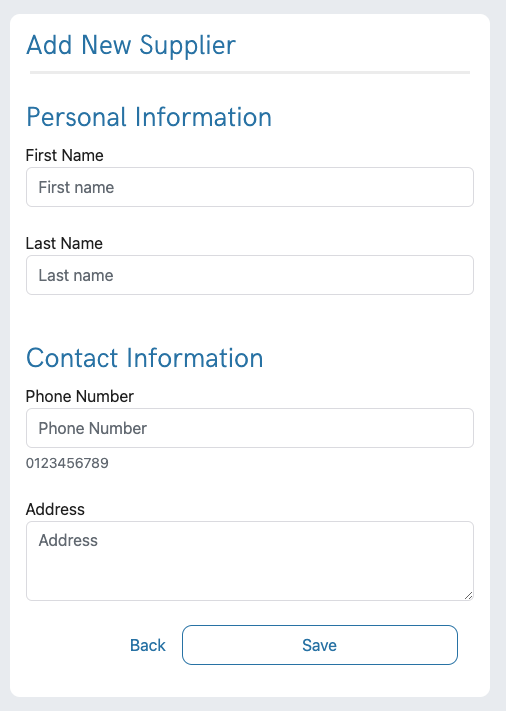 Add New Supplier
Personal Information
First Name
First name
Last Name
Last name
Contact Information
Phone Number
Phone Number
0123456789
Address
Address
Back Save